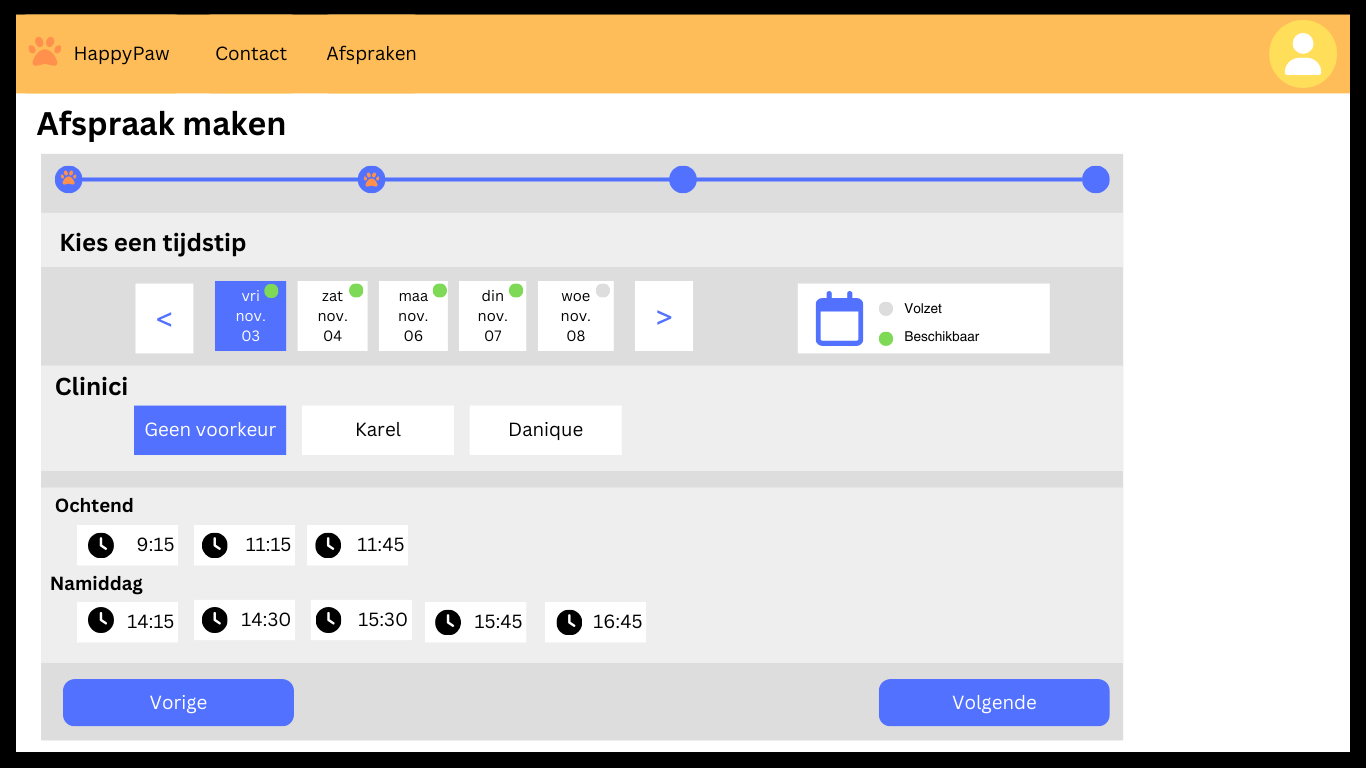 HappyPaw Contact Afspraken
Afspraak maken
Kies een tijdstip
<
vri
nov.
03
zat
nov.
04
maa
nov.
06
din
nov.
07
woe
nov.
08
>
Volzet
Beschikbaar
Clinici
Geen voorkeur
Karel
Danique
Ochtend
9:15
11:15
11:45
Namiddag
14:15
14:30
15:30
15:45
16:45
Vorige
Volgende